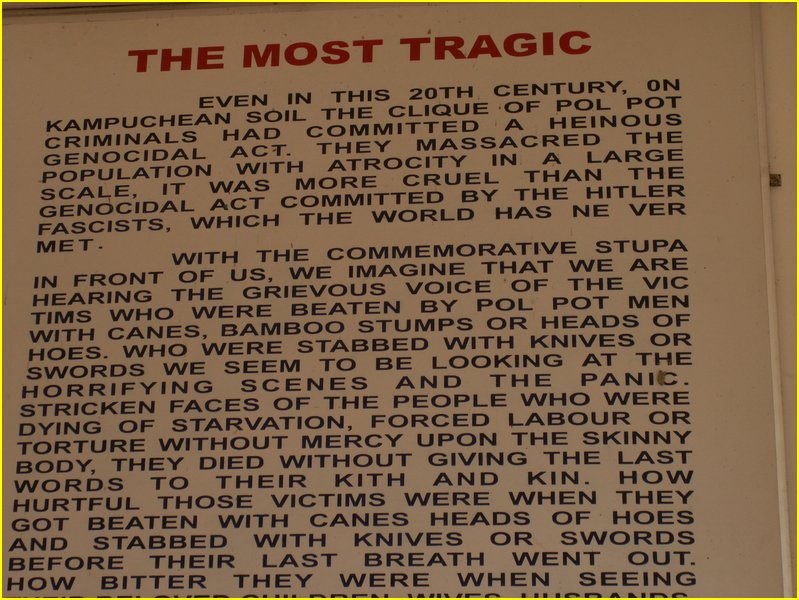 THE MOST TRAGIC
EVEN IN THIS 20TH CENTURY, 0N
KAMPUCHEAN SOIL THE CLIQUE OF POL POT
CRIMINALS HAD COMMITTED A HEINOUS
GENOCIDAL ACT. THEY MASSACRED THE
POPULATION WITH ATROCITY IN A LARGE
SCALE, IT WAS MORE CRUEL THAN THE
GENOCIDAL ACT COMMITTED BY THE HITLER
FASCISTS, WHICH THE WORLD HAS NE VER
MET.
WITH THE COMMEMORATIVE STUPA
IN FRONT OF US, WE IMAGINE THAT WE ARE
HEARING THE GRIEVOUS VOICE OF THE VIC
TIMS WHO WERE BEATEN BY POL POT MEN
WITH CANES, BAMBOO STUMPS OR HEADS OF
HOES. WHO WERE STABBED WITH KNIVES OR
SWORDS WE SEEM TO BE LOOKING AT THE
HORRIFYING SCENES AND THE PANIC.
STRICKEN FACES OF THE PEOPLE WHO WERE
DYING OF STARVATION, FORCED LABOUR OR
TORTURE WITHOUT MERCY UPON THE SKINNY
BODY, THEY DIED WITHOUT GIVING THE LAST
WORDS TO THEIR KITH AND KIN. HOW
HURTFUL THOSE VICTIMS WERE WHEN THEY
GOT BEATEN WITH CANES HEADS OF HOES
AND STABBED WITH KNIVES OR SWORDS
BEFORE THEIR LAST BREATH WENT OUT.
HOW BITTER THEY WERE WHEN SEEING
THEIR BELOVED CHILDREN, WIVES, HUSBANDS,